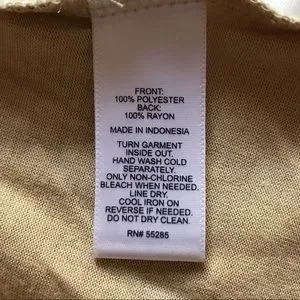 FRONT:
100% POLYESTER
BACK:
100% RAYON
MADE IN INDONESIA
TURN GARMENT
INSIDE OUT.
HAND WASH COLD
SEPARATELY.
ONLY NON-CHLORINE
BLEACH WHEN NEEDED.
LINE DRY.
COOL IRON ON
REVERSE IF NEEDED.
DO NOT DRY CLEAN.
RN# 55285